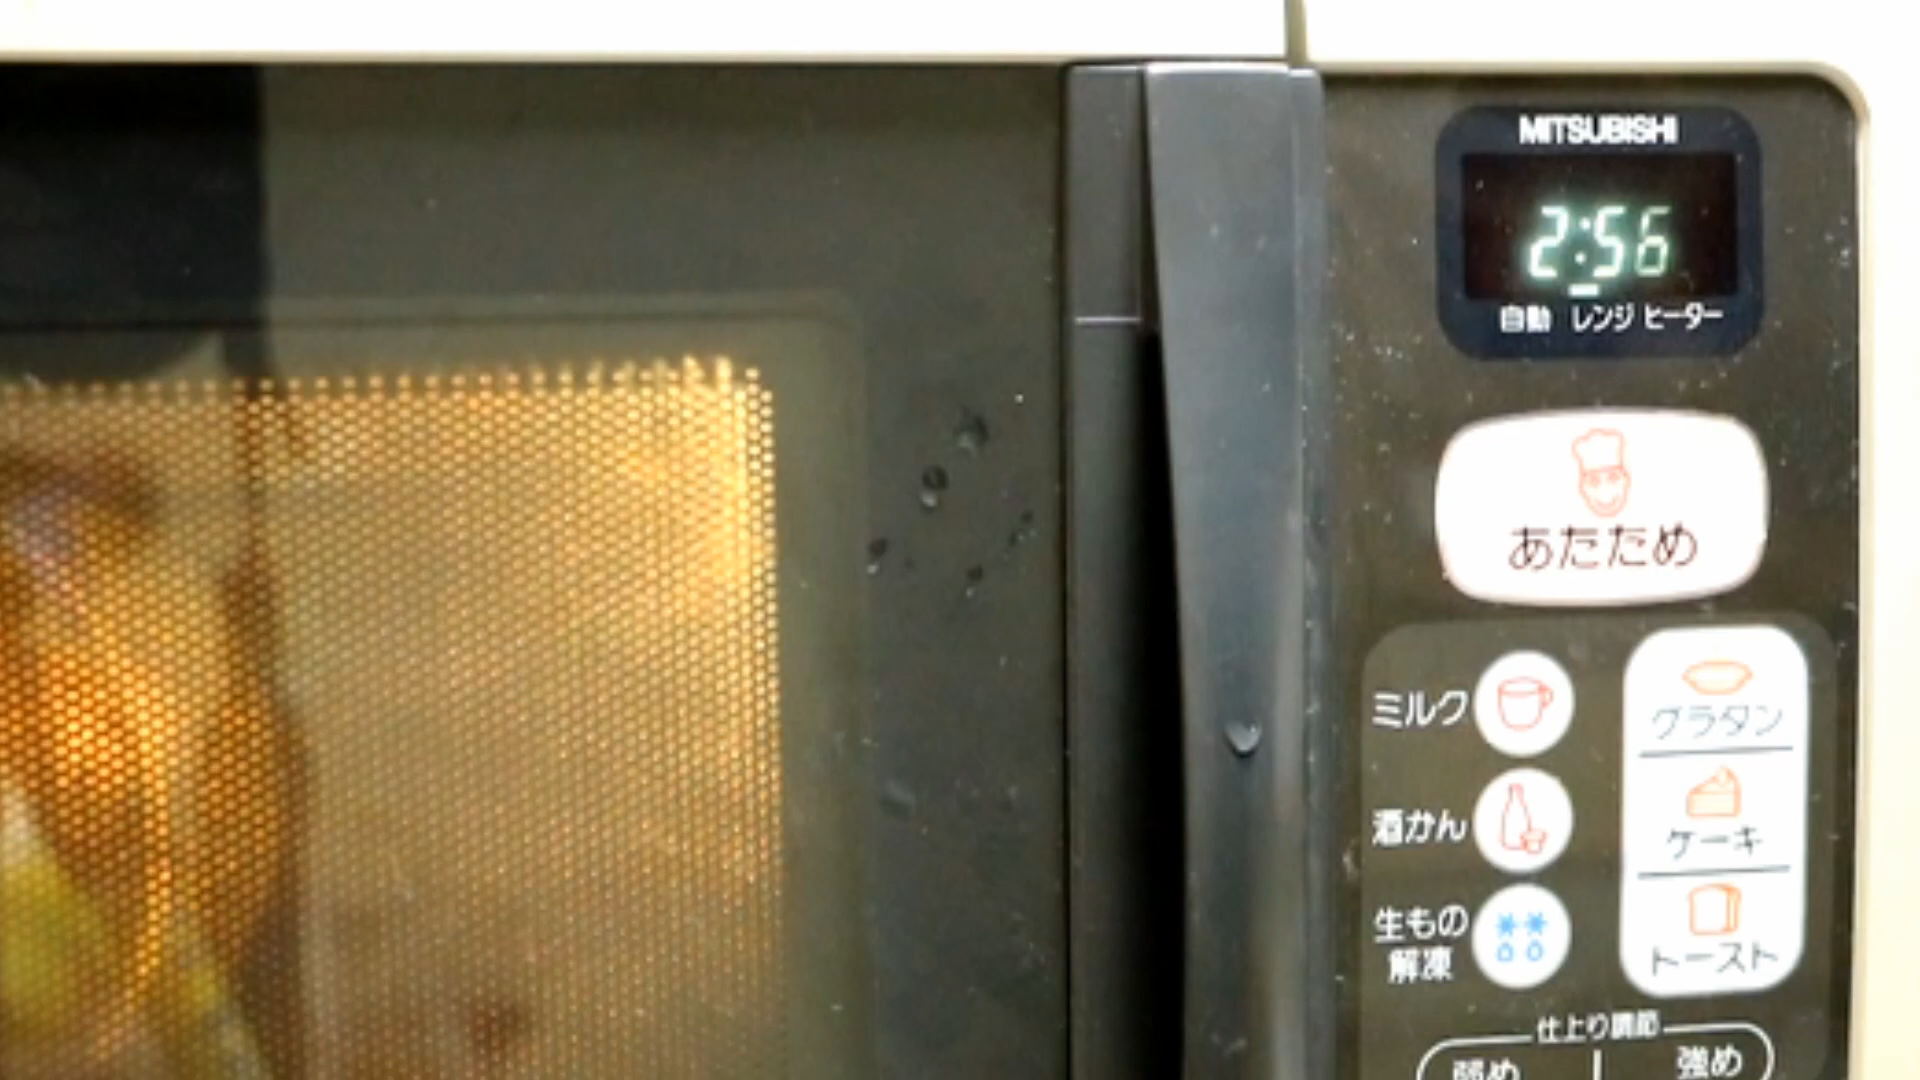 MITSUBISHI
2:56
自動 レンジ ヒーター
あたため
ミルク
グラタン
酒かん
ケーキ
生もの
解凍
トースト
仕上り調節
弱め 強め